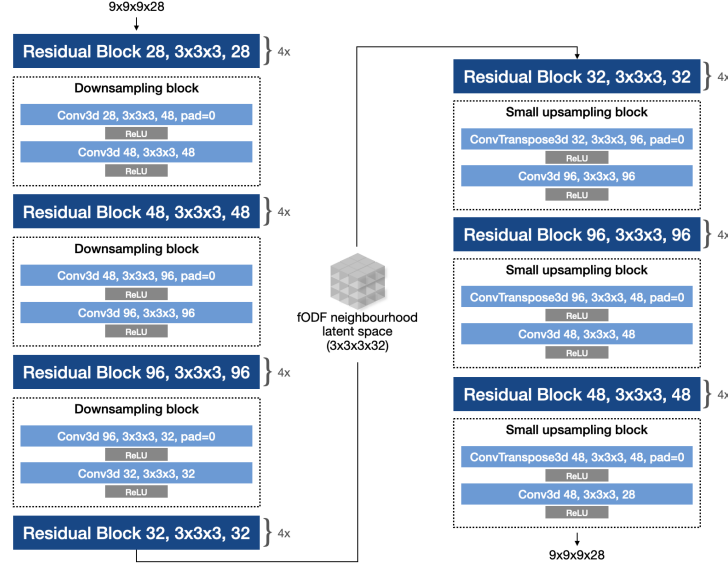 9x9x9x28
Residual Block 28, 3x3x3, 28
4x
Downsampling block
Conv3d 28, 3x3x3, 48, pad=0
ReLU
Conv3d 48, 3x3x3, 48
ReLU
Residual Block 48, 3x3x3, 48
4x
Downsampling block
Conv3d 48, 3x3x3, 96, pad=0
ReLU
Conv3d 96, 3x3x3, 96
ReLU
Residual Block 96, 3x3x3, 96
4x
Downsampling block
Conv3d 96, 3x3x3, 32, pad=0
ReLU
Conv3d 32, 3x3x3, 32
ReLU
Residual Block 32, 3x3x3, 32
4x
fODF neighbourhood
latent space
(3x3x3x32)
Residual Block 32, 3x3x3, 32
4x
Small upsampling block
ConvTranspose3d 32, 3x3x3, 96, pad=0
ReLU
Conv3d 96, 3x3x3, 96
ReLU
Residual Block 96, 3x3x3, 96
4x
Small upsampling block
ConvTranspose3d 96, 3x3x3, 48, pad=0
ReLU
Conv3d 48, 3x3x3, 48
ReLU
Residual Block 48, 3x3x3, 48
4x
Small upsampling block
ConvTranspose3d 48, 3x3x3, 48, pad=0
ReLU
Conv3d 48, 3x3x3, 28
ReLU
9x9x9x28